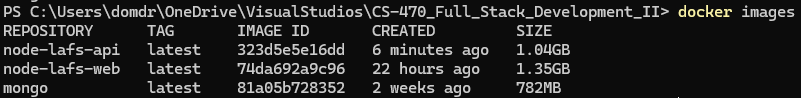 PS C:\Users\domdr\OneDrive\VisualStudios\CS-470_Full_Stack_Development_II> docker images
REPOSITORY TAG IMAGE ID CREATED SIZE
node-lafs-api latest 323d5e5e16dd 6 minutes ago 1.04GB
node-lafs-web latest 74da692a9c96 22 hours ago 1.35GB
mongo latest 81a05b728352 2 weeks ago 782MB